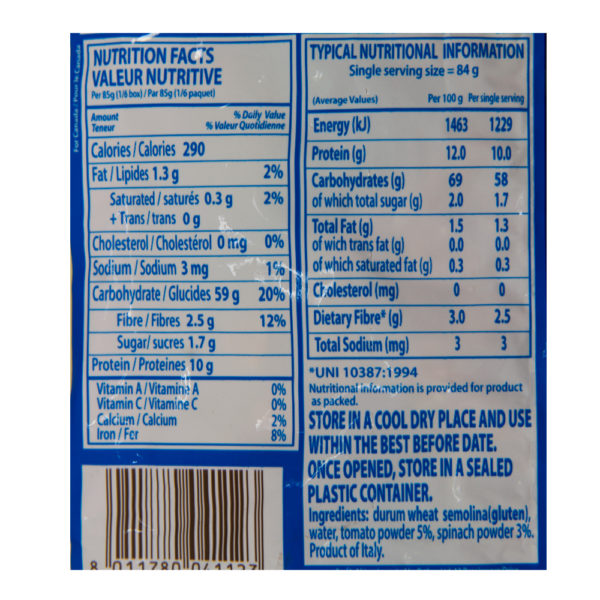 For Canada / Pour le Canada
NUTRITION FACTS
VALEUR NUTRITIVE
Per 85g (1/6 box) / Par 85g (1/6 paquet)
Amount % Daily Value
Teneur % Valeur Quotidienne
Calories / Calories 290
Fat / Lipides 1.3 g 2%
Saturated / saturés 0.3 g 2%
+ Trans / trans 0 g
Cholesterol / Cholestérol 0 mg 0%
Sodium / Sodium 3 mg 1%
Carbohydrate / Glucides 59 g 20%
Fibre / Fibres 2.5 g 12%
Sugar/ sucres 1.7 g
Protein / Proteines 10 g
Vitamin A / Vitamine A 0%
Vitamin C / Vitamine C 0%
Calcium / Calcium 2%
Iron / Fer 8%
8 011780 041127
TYPICAL NUTRITIONAL INFORMATION
Single serving size = 84 g
(Average Values) Per 100 g Per single serving
Energy (kJ) 1463 1229
Protein (g) 12.0 10.0
Carbohydrates (g) 69 58
of which total sugar (g) 2.0 1.7
Total Fat (g) 1.5 1.3
of wich trans fat (g) 0.0 0.0
of which saturated fat (g) 0.3 0.3
Cholesterol (mg) 0 0
Dietary Fibre* (g) 3.0 2.5
Total Sodium (mg) 3 3
*UNI 10387:1994
Nutritional information is provided for product
as packed.
STORE IN A COOL DRY PLACE AND USE
WITHIN THE BEST BEFORE DATE.
ONCE OPENED, STORE IN A SEALED
PLASTIC CONTAINER.
Ingredients: durum wheat semolina(gluten),
water, tomato powder 5%, spinach powder 3%.
Product of Italy.